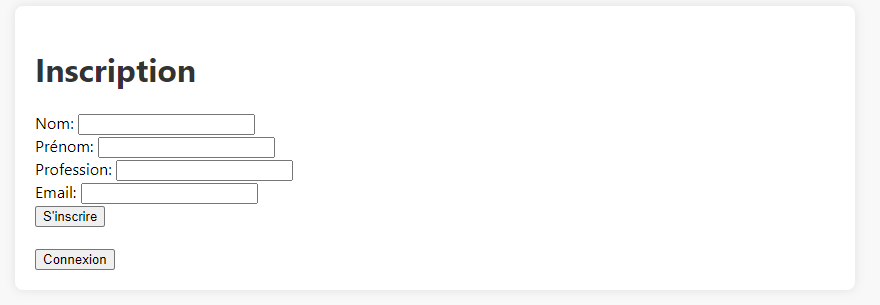 Inscription
Nom:
Prénom:
Profession:
Email:
S'inscrire
Connexion